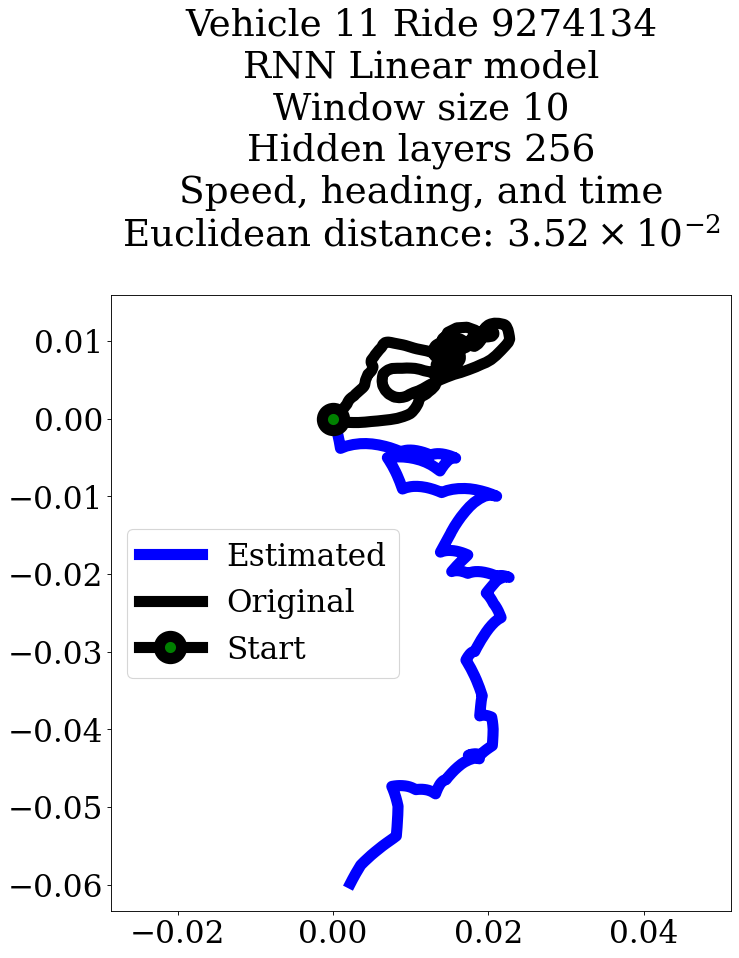 Vehicle 11 Ride 9274134
RNN Linear model
Window size 10
Hidden layers 256
Speed, heading, and time
Euclidean distance: 3.52 × 10⁻²
0.01
0.00
−0.01
−0.02
−0.03
−0.04
−0.05
−0.06
Estimated
Original
Start
−0.02 0.00 0.02 0.04